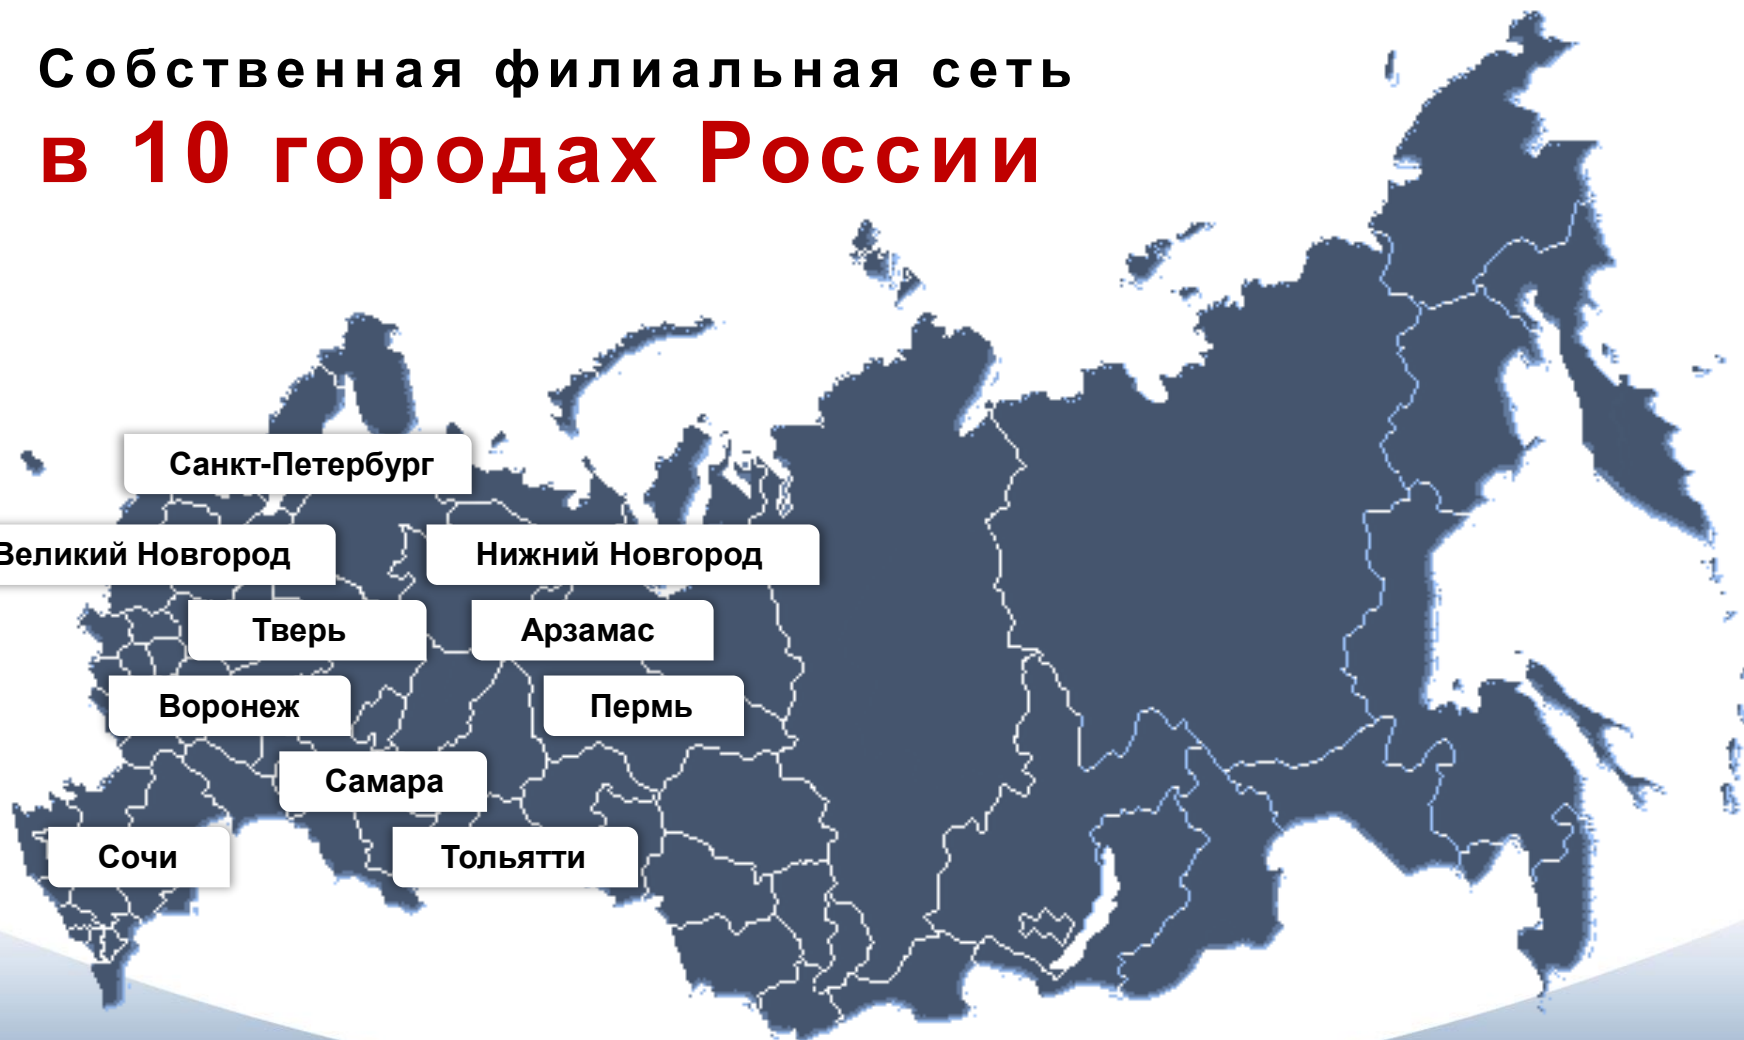 Собственная филиальная сеть
в 10 городах России
Санкт-Петербург
Великий Новгород
Нижний Новгород
Тверь
Арзамас
Воронеж
Пермь
Самара
Сочи
Тольятти